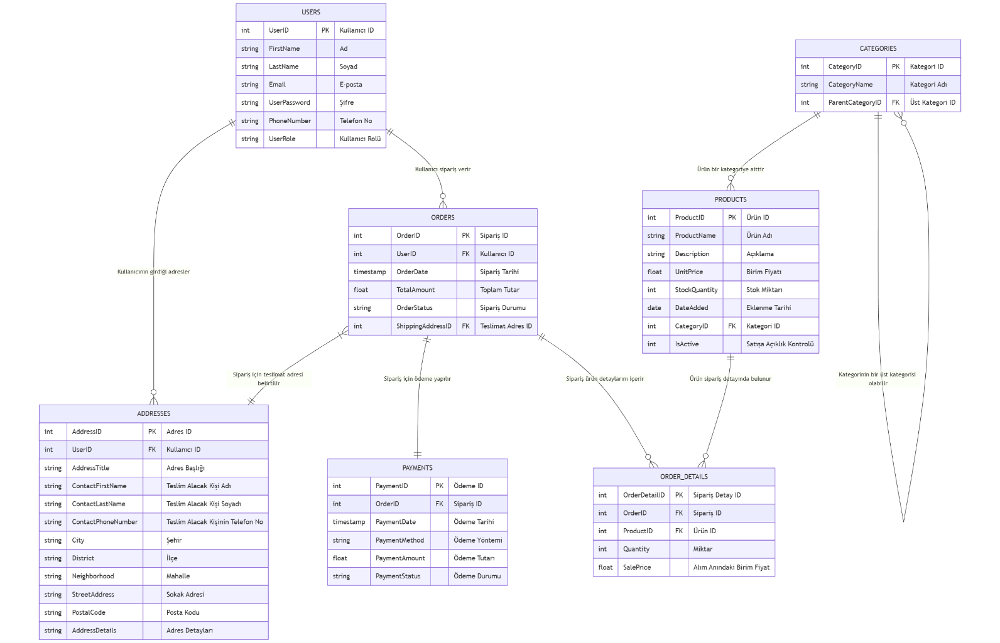 USERS
int UserID PK Kullanıcı ID
string FirstName Ad
string LastName Soyad
string Email E-posta
string UserPassword Şifre
string PhoneNumber Telefon No
string UserRole Kullanıcı Rolü
CATEGORIES
int CategoryID PK Kategori ID
string CategoryName Kategori Adı
int ParentCategoryID FK Üst Kategori ID
Kullanıcı sipariş verir
Ürün bir kategoriye aittir
Kullanıcının girdiği adresler
ORDERS
int OrderID PK Sipariş ID
int UserID FK Kullanıcı ID
timestamp OrderDate Sipariş Tarihi
float TotalAmount Toplam Tutar
string OrderStatus Sipariş Durumu
int ShippingAddressID FK Teslimat Adres ID
PRODUCTS
int ProductID PK Ürün ID
string ProductName Ürün Adı
string Description Açıklama
float UnitPrice Birim Fiyatı
int StockQuantity Stok Miktarı
date DateAdded Eklenme Tarihi
int CategoryID FK Kategori ID
int IsActive Satışa Açıklık Kontrolü
Sipariş için teslimat adresi
belirtilir
Sipariş için ödeme yapılır
Sipariş ürün detaylarını içerir
Ürün sipariş detayında bulunur
Kategorinin bir üst kategorisi
olabilir
ADDRESSES
int AddressID PK Adres ID
int UserID FK Kullanıcı ID
string AddressTitle Adres Başlığı
string ContactFirstName Teslim Alacak Kişi Adı
string ContactLastName Teslim Alacak Kişi Soyadı
string ContactPhoneNumber Teslim Alacak Kişinin Telefon No
string City Şehir
string District İlçe
string Neighborhood Mahalle
string StreetAddress Sokak Adresi
string PostalCode Posta Kodu
string AddressDetails Adres Detayları
PAYMENTS
int PaymentID PK Ödeme ID
int OrderID FK Sipariş ID
timestamp PaymentDate Ödeme Tarihi
string PaymentMethod Ödeme Yöntemi
float PaymentAmount Ödeme Tutarı
string PaymentStatus Ödeme Durumu
ORDER_DETAILS
int OrderDetailID PK Sipariş Detay ID
int OrderID FK Sipariş ID
int ProductID FK Ürün ID
int Quantity Miktar
float SalePrice Alım Anındaki Birim Fiyat